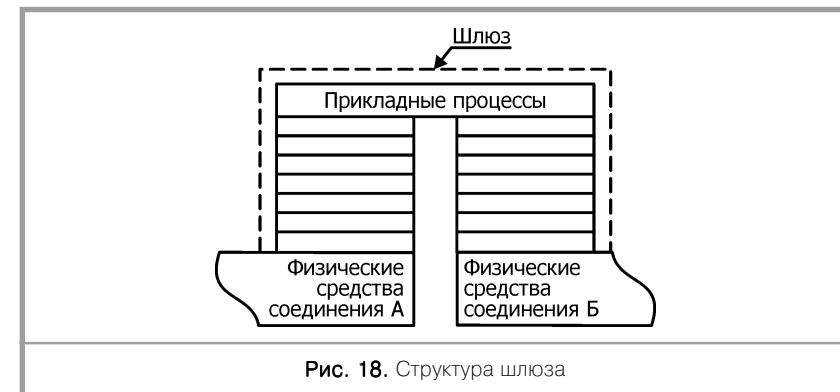 Шлюз
Прикладные процессы
Физические
средства
соединения А
Физические
средства
соединения Б
Рис. 18. Структура шлюза